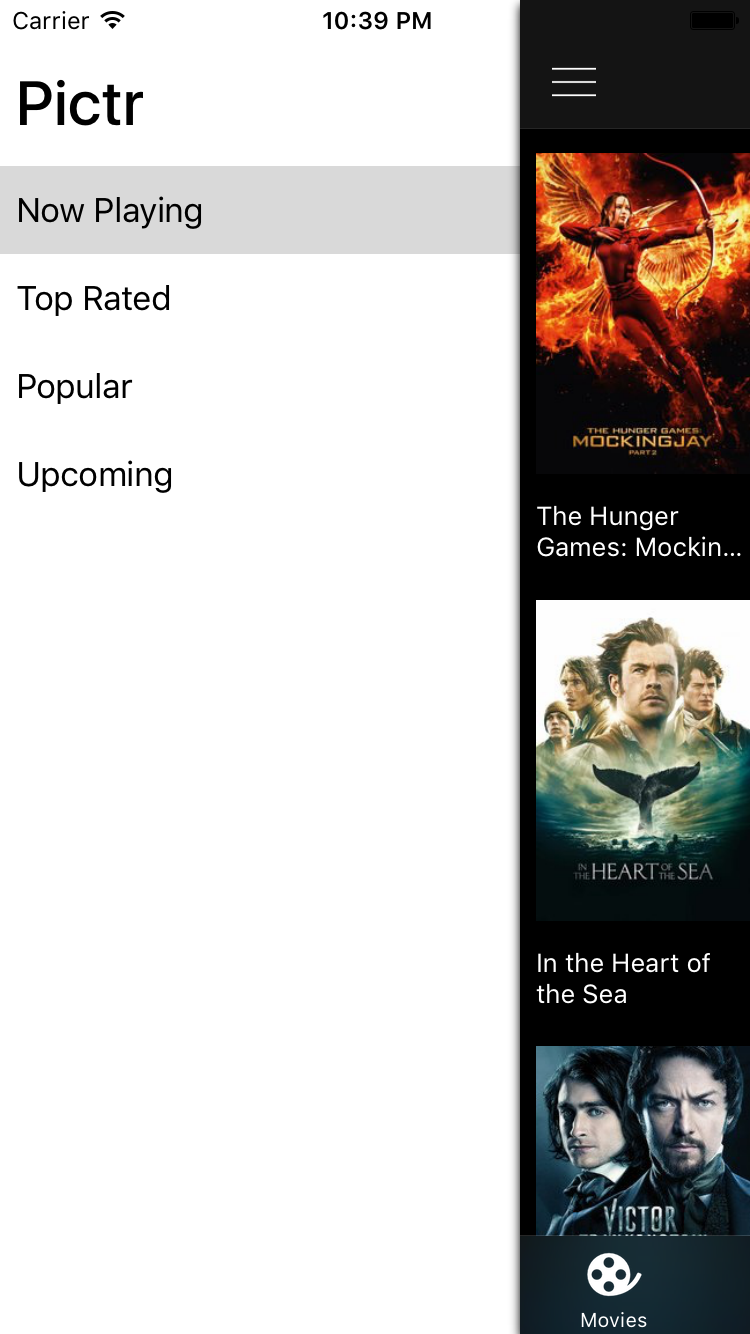 Carrier
10:39 PM
Pictr
Now Playing
Top Rated
Popular
Upcoming
THE HUNGER GAMES:
MOCKINGJAY
PART 2
The Hunger
Games: Mockin...
IN THE HEART OF THE SEA
In the Heart of
the Sea
VICTOR
Movies